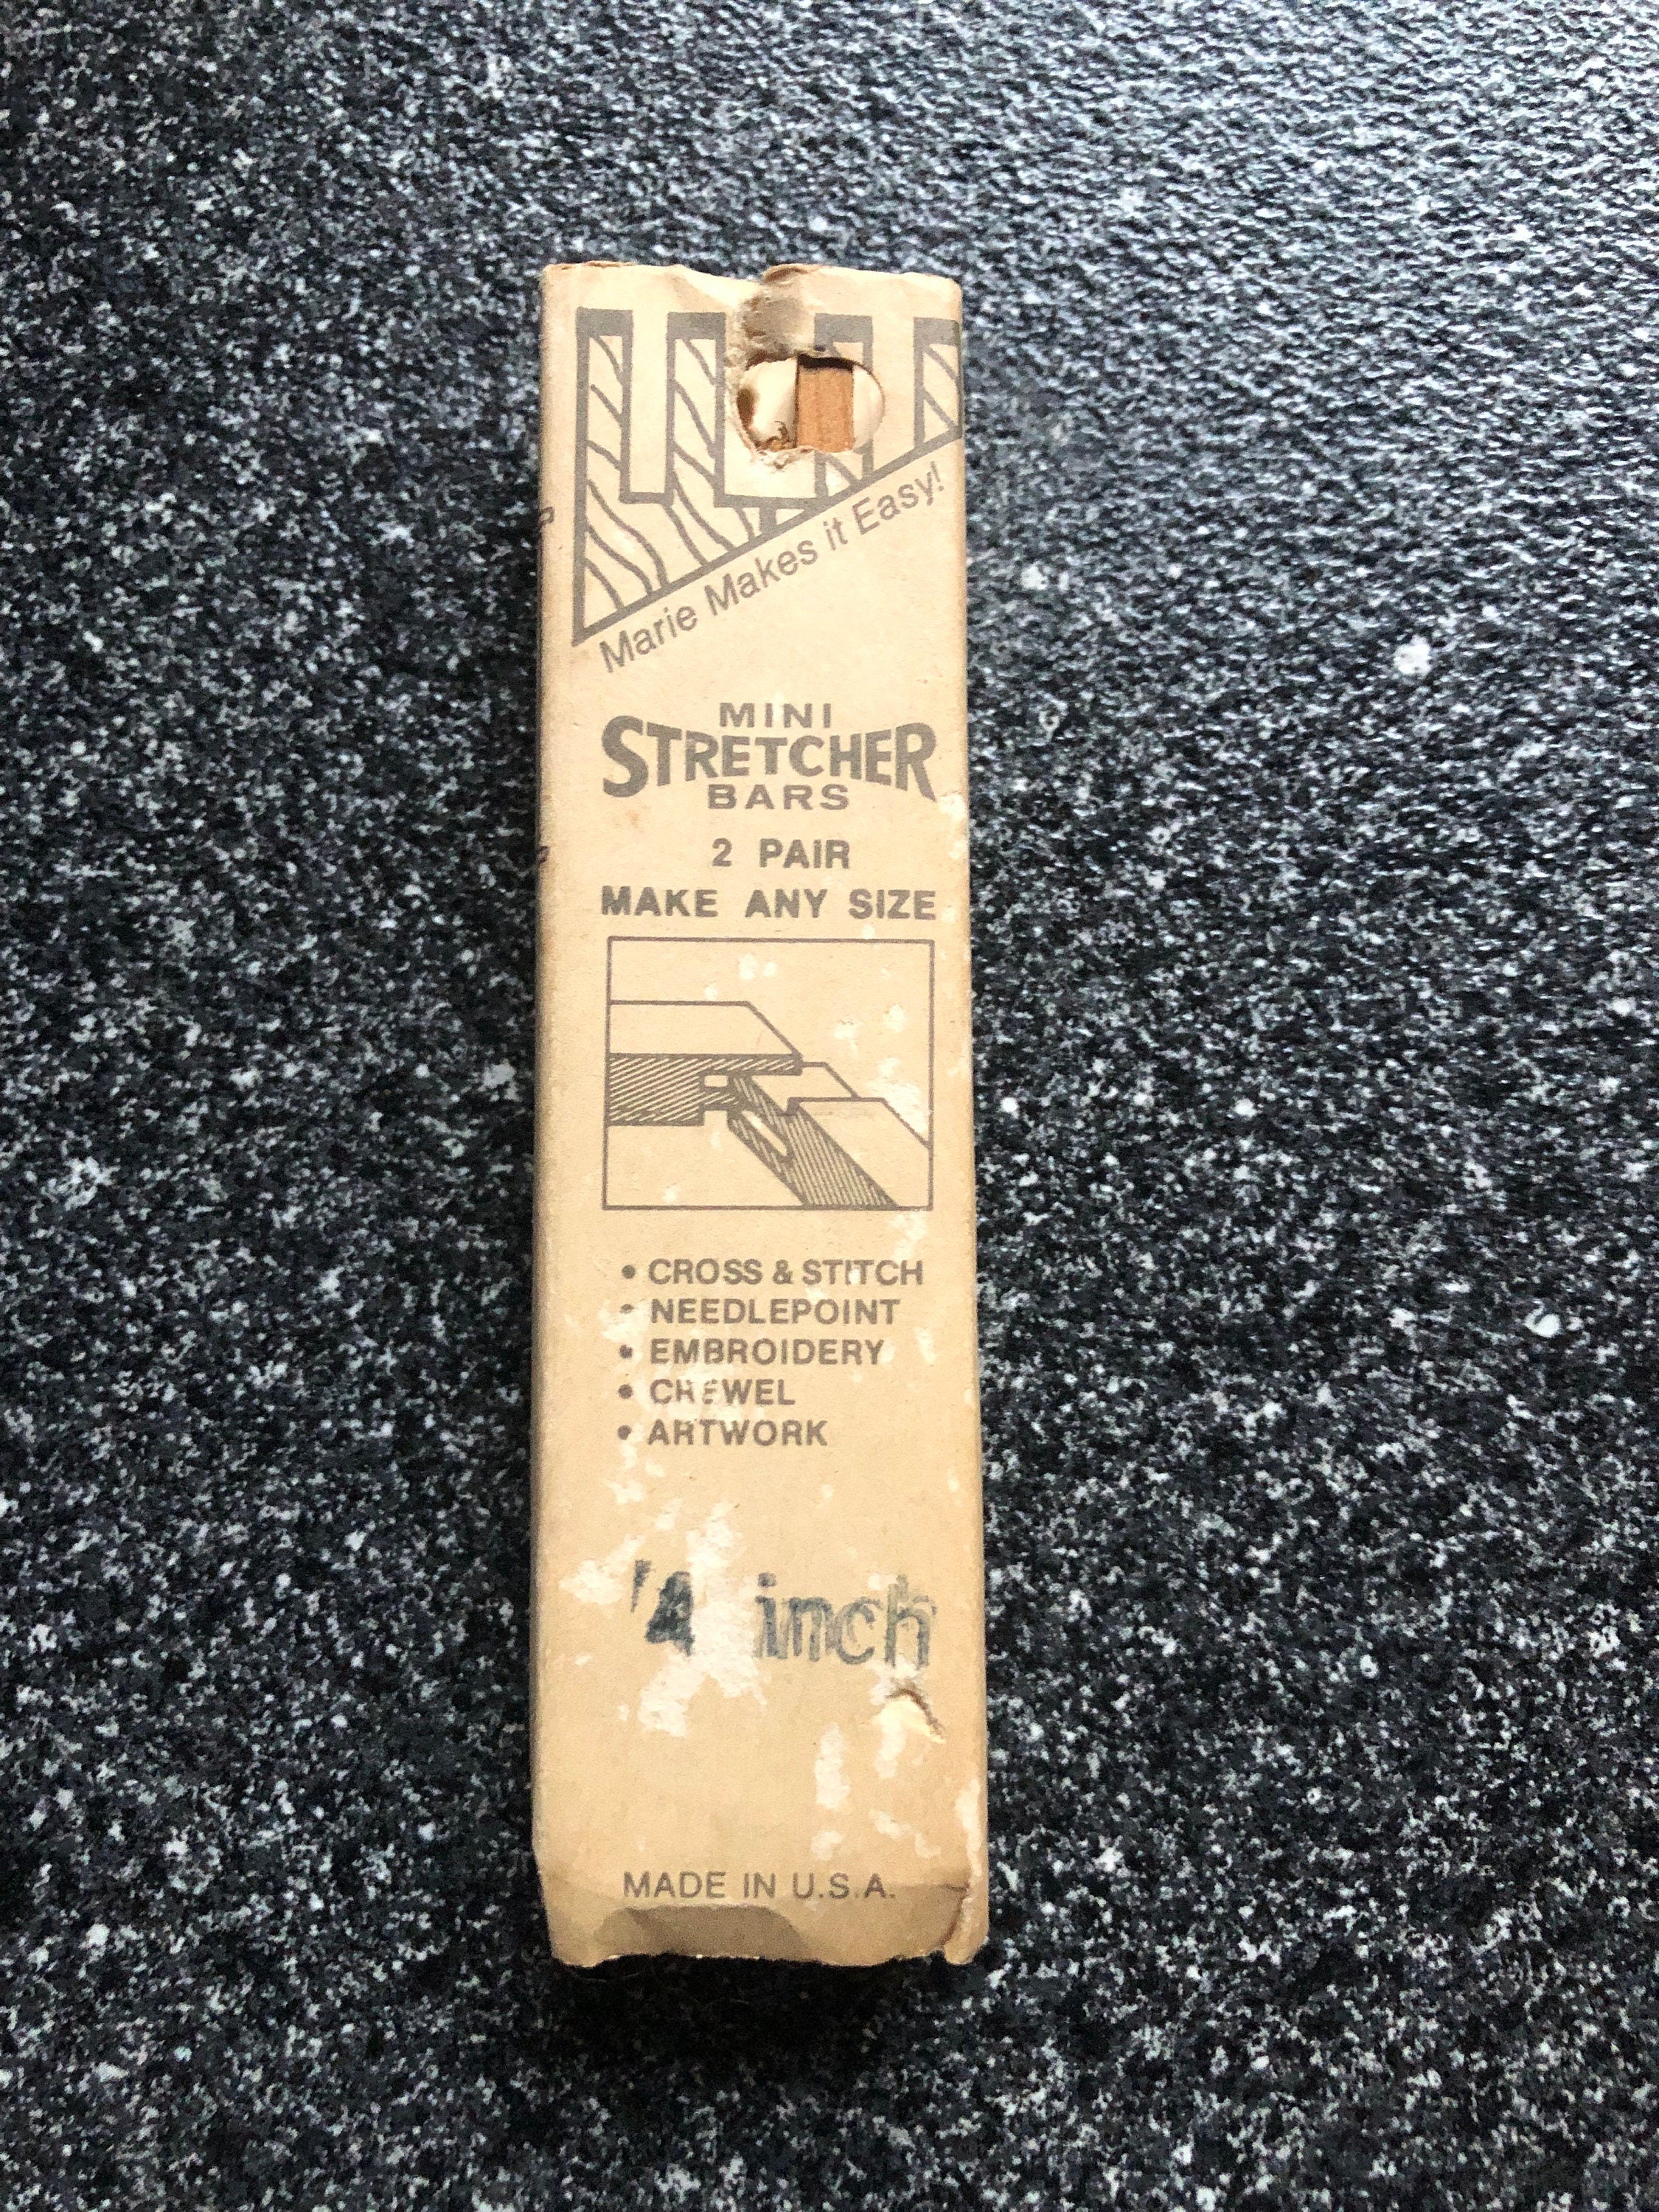 Marie Makes it Easy!
MINI
STRETCHER
BARS
2 PAIR
MAKE ANY SIZE
• CROSS & STITCH
• NEEDLEPOINT
• EMBROIDERY
• CREWEL
• ARTWORK
4 inch
MADE IN U.S.A.